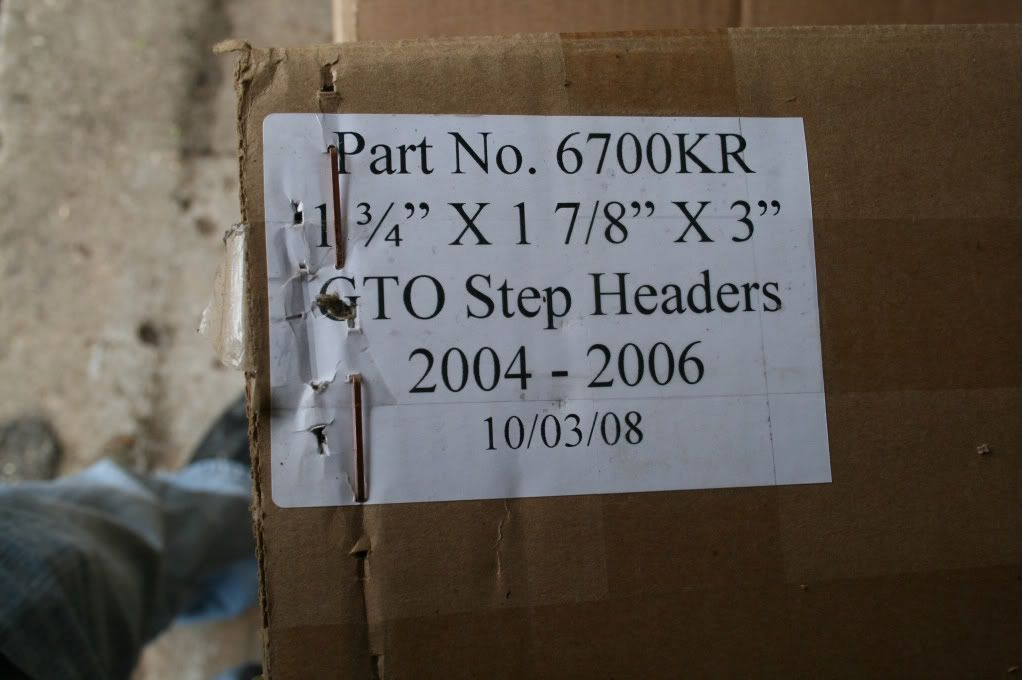 Part No. 6700KR
1 ¾” X 1 7/8” X 3”
GTO Step Headers
2004 - 2006
10/03/08